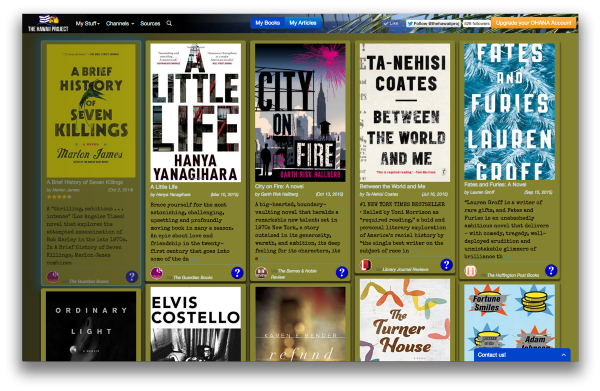 THE HAWAII PROJECT
My Stuff
Channels
Sources
My Books
My Articles
Link
Follow @thehawaiiproj
328 followers
Upgrade your OHANA Account
A BRIEF
HISTORY
OF
SEVEN
KILLINGS
A NOVEL
Marlon James
A Brief History of Seven Killings
by Marlon James
(Oct 2, 2014)
A "thrilling, ambitious . . .
intense" (Los Angeles Times)
novel that explores the
attempted assassination of
Bob Marley in the late 1970s.
In A Brief History of Seven
Killings, Marlon James
combines
The Guardian Books
?
A
LITTLE
LIFE
HANYA
YANAGIHARA
A Little Life
by Hanya Yanagihara
(Mar 10, 2015)
Brace yourself for the most
astonishing, challenging,
upsetting and profoundly
moving book in many a season.
An epic about love and
friendship in the twenty-
first century that goes into
some of the da
The Guardian Books
?
CITY
ON
FIRE
GARTH RISK HALLBERG
City on Fire: A novel
by Garth Risk Hallberg
(Oct 13, 2015)
A big-hearted, boundary-
vaulting novel that heralds a
remarkable new talent set in
1970s New York, a story
outsized in its generosity,
warmth, and ambition, its deep
feeling for its characters, its
e
The Barnes & Noble
Review
?
TA-NEHISI
COATES
BETWEEN
THE WORLD
AND ME
Between the World and Me
by Ta-Nehisi Coates
#1 NEW YORK TIMES BESTSELLER
- Hailed by Toni Morrison as
"required reading," a bold and
personal literary exploration
of America's racial history by
"the single best writer on the
subject of race in
Library Journal Reviews
?
FATES
AND
FURIES
LAUREN
GROFF
Fates and Furies: A Novel
by Lauren Groff
(Sep 15, 2015)
"Lauren Groff is a writer of
rare gifts, and Fates and
Furies is an unabashedly
ambitious novel that delivers
- with comedy, tragedy, well-
deployed erudition and
unmistakable glimmers of
brilliance th
The Huffington Post Books
?
ORDINARY
LIGHT
ELVIS
COSTELLO
KAREN E. BENDER
refund
The
Turner
House
Fortune
Smiles
Adam
Johnson
Contact us!